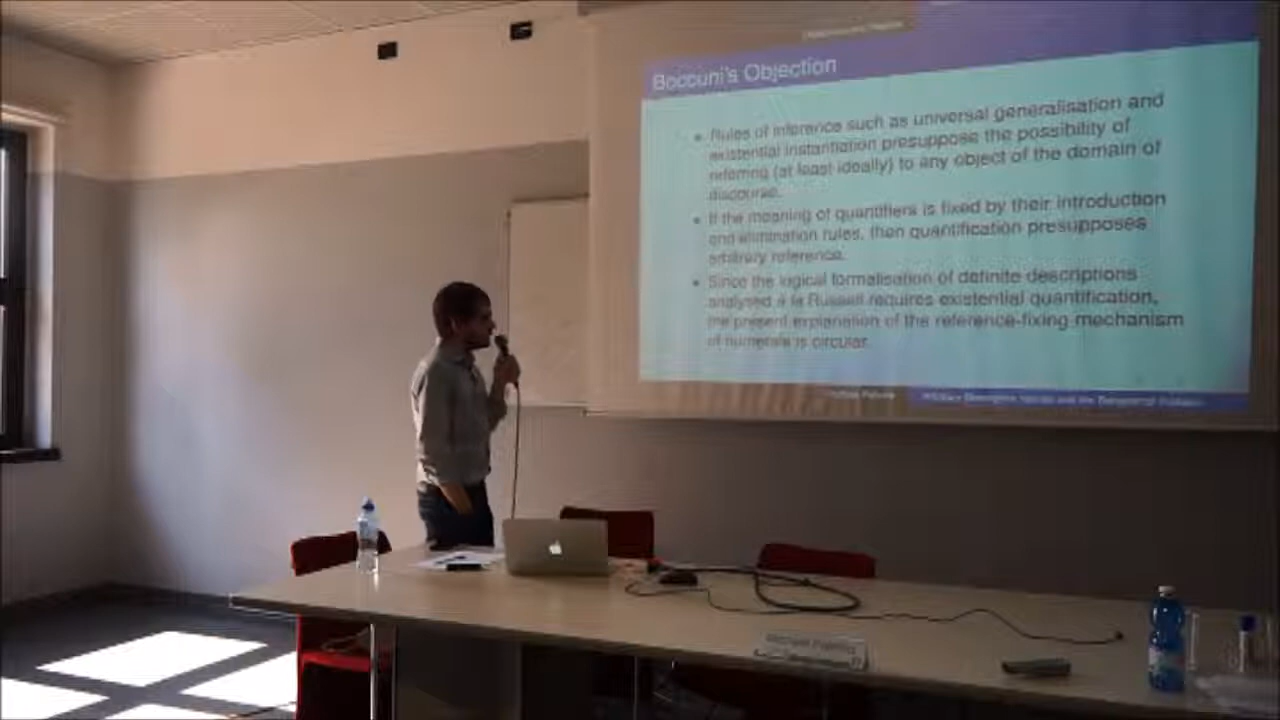 Boccuni's Objection
Rules of inference such as universal generalisation and
existential instantiation presuppose the possibility of
referring (at least ideally) to any object of the domain of
discourse.
If the meaning of quantifiers is fixed by their introduction
and elimination rules, then quantification presupposes
arbitrary reference.
Since the logical formalisation of definite descriptions
analysed à la Russell requires existential quantification,
the present explanation of the reference-fixing mechanism
of numerals is circular.